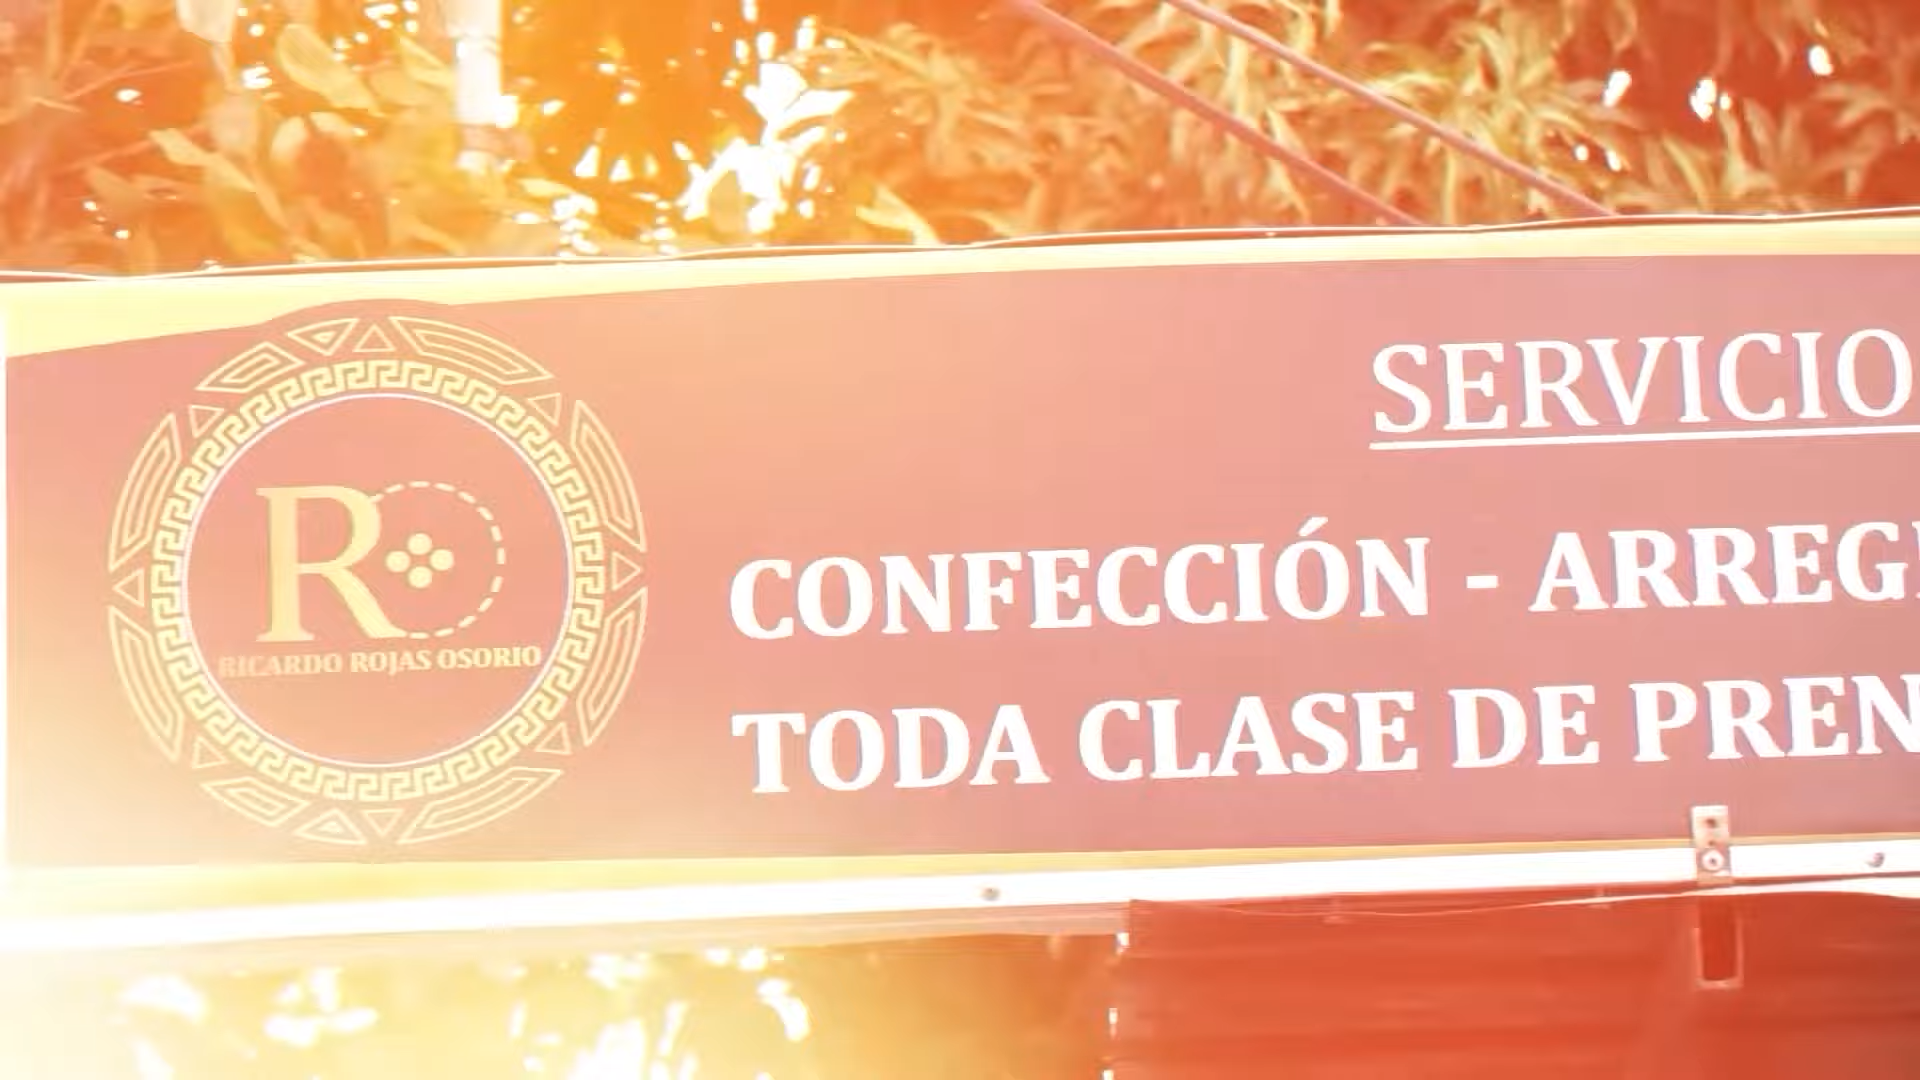 SERVICIO
R
RICARDO ROJAS OSORIO
CONFECCIÓN - ARREG
TODA CLASE DE PREN